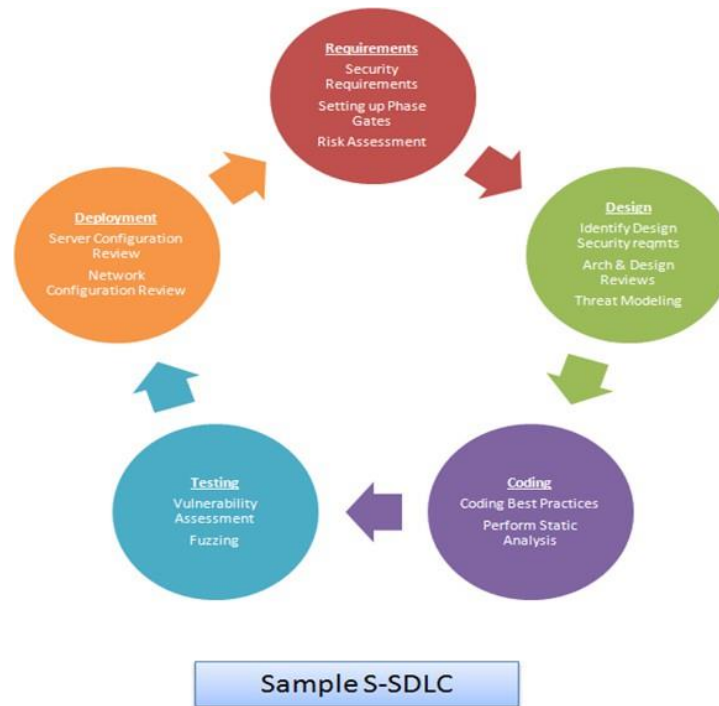 Requirements
Security
Requirements
Setting up Phase
Gates
Risk Assessment
Design
Identify Design
Security reqmts
Arch & Design
Reviews
Threat Modeling
Coding
Coding Best Practices
Perform Static
Analysis
Testing
Vulnerability
Assessment
Fuzzing
Deployment
Server Configuration
Review
Network
Configuration Review
Sample S-SDLC